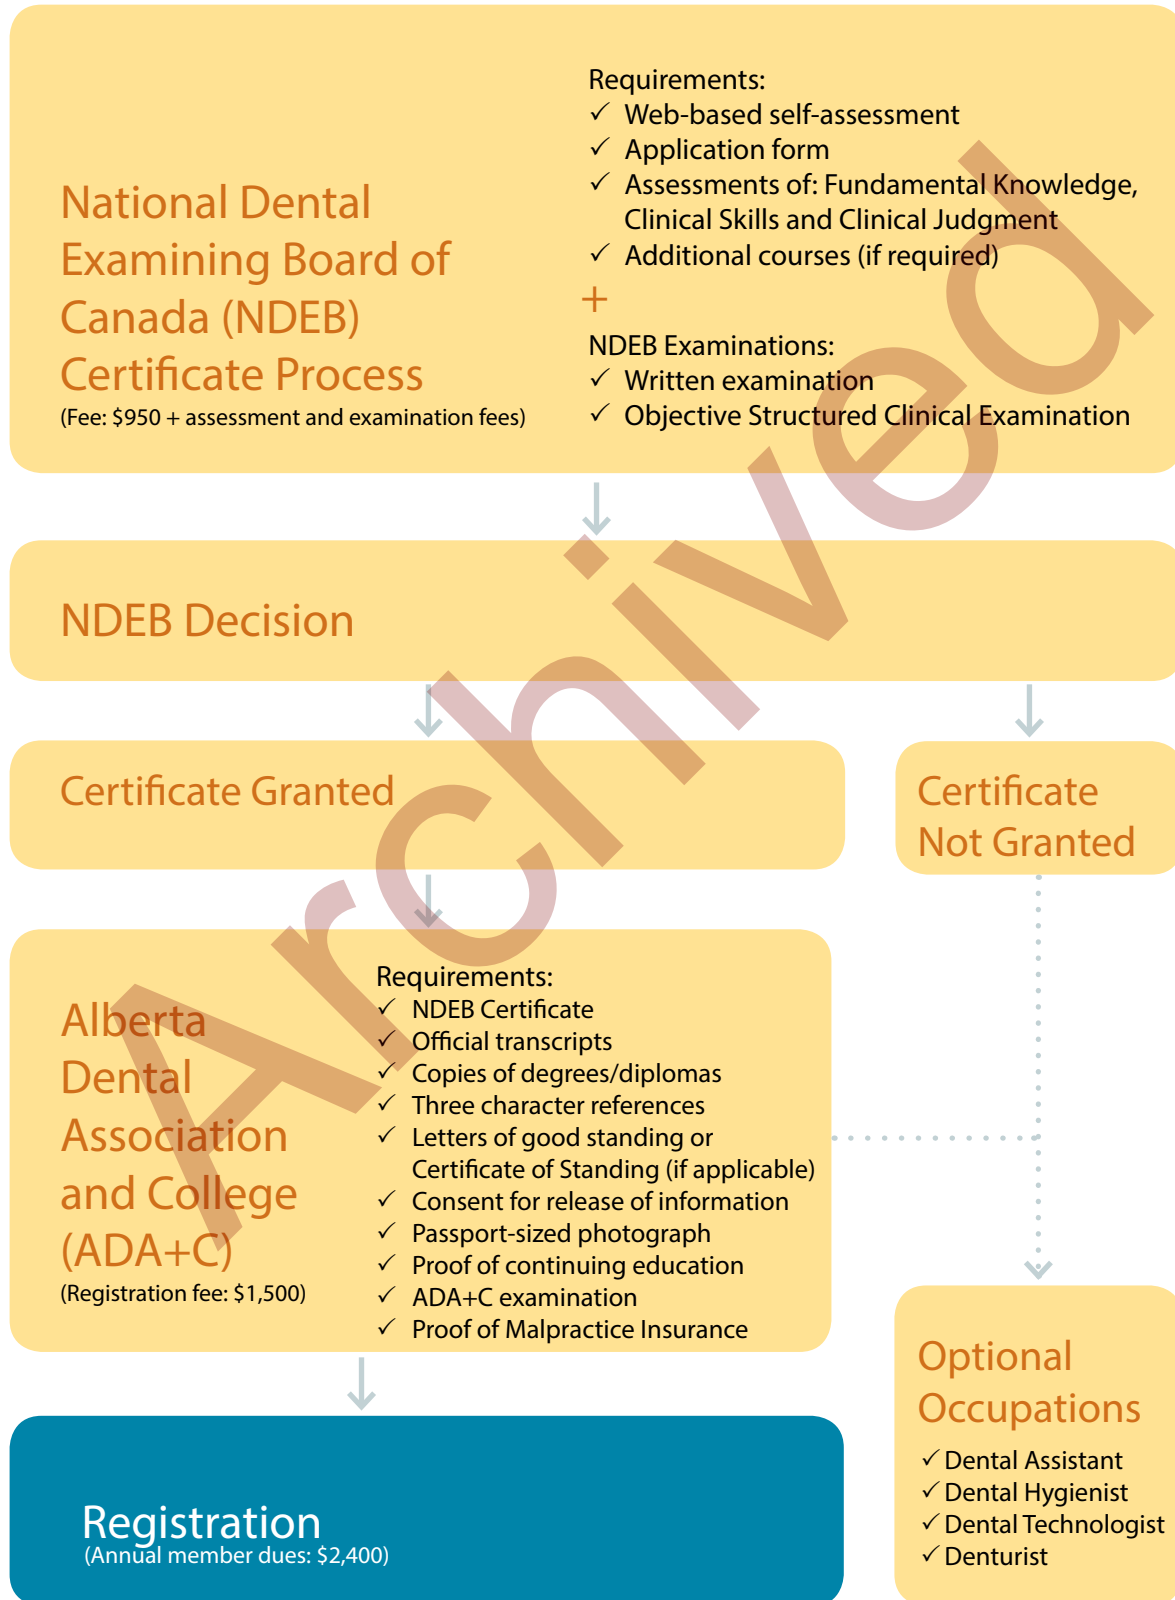 National Dental
Examining Board of
Canada (NDEB)
Certificate Process
(Fee: $950 + assessment and examination fees)
Requirements:
✓ Web-based self-assessment
✓ Application form
✓ Assessments of: Fundamental Knowledge,
Clinical Skills and Clinical Judgment
✓ Additional courses (if required)
+
NDEB Examinations:
✓ Written examination
✓ Objective Structured Clinical Examination
NDEB Decision
Certificate Granted
Certificate
Not Granted
Alberta
Dental
Association
and College
(ADA+C)
(Registration fee: $1,500)
Requirements:
✓ NDEB Certificate
✓ Official transcripts
✓ Copies of degrees/diplomas
✓ Three character references
✓ Letters of good standing or
Certificate of Standing (if applicable)
✓ Consent for release of information
✓ Passport-sized photograph
✓ Proof of continuing education
✓ ADA+C examination
✓ Proof of Malpractice Insurance
Registration
(Annual member dues: $2,400)
Optional
Occupations
✓ Dental Assistant
✓ Dental Hygienist
✓ Dental Technologist
✓ Denturist
Archived